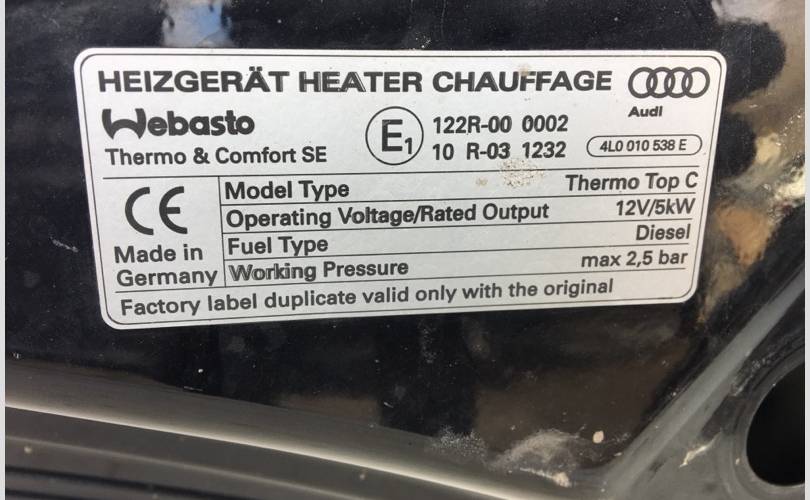 HEIZGERÄT HEATER CHAUFFAGE
Audi
Webasto
Thermo & Comfort SE
E1
122R-00 0002
10 R-03 1232
4L0 010 538 E
CE
Made in
Germany
Model Type Thermo Top C
Operating Voltage/Rated Output 12V/5kW
Fuel Type Diesel
Working Pressure max 2,5 bar
Factory label duplicate valid only with the original